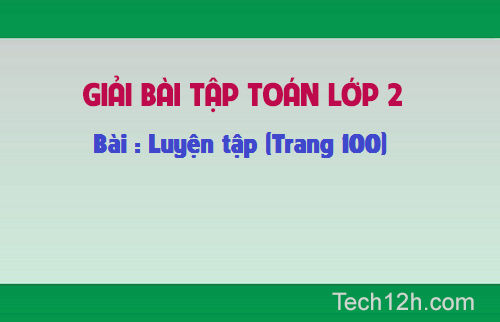 GIẢI BÀI TẬP TOÁN LỚP 2
Bài : Luyện tập (Trang 100)
Tech12h.com